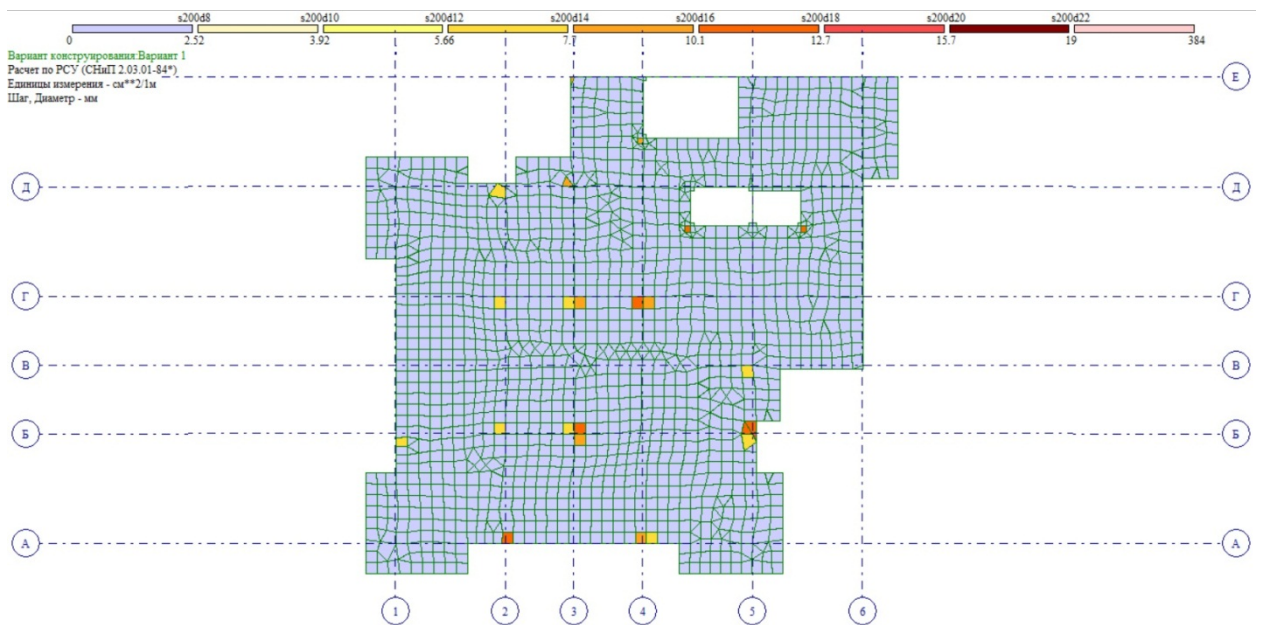 s200d8 s200d10 s200d12 s200d14 s200d16 s200d18 s200d20 s200d22
0 2.52 3.92 5.66 7.7 10.1 12.7 15.7 19 384
Вариант конструирования:Вариант 1
Расчет по РСУ (СНиП 2.03.01-84*)
Единицы измерения - см**2/1м
Шаг, Диаметр - мм
Е
Д Д
Г Г
В В
Б Б
А А
1 2 3 4 5 6